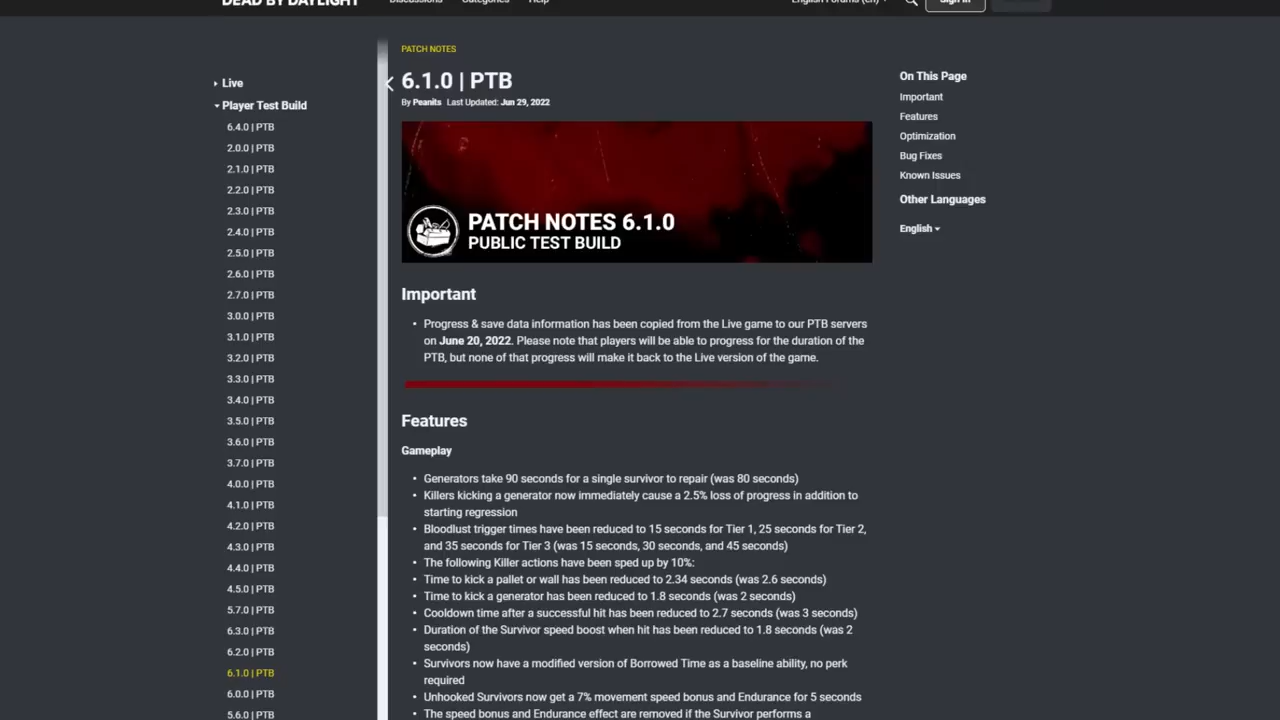 DEAD BY DAYLIGHT
Discussions Categories Help
English Forums (en)
Sign In
Live
Player Test Build
6.4.0 | PTB
2.0.0 | PTB
2.1.0 | PTB
2.2.0 | PTB
2.3.0 | PTB
2.4.0 | PTB
2.5.0 | PTB
2.6.0 | PTB
2.7.0 | PTB
3.0.0 | PTB
3.1.0 | PTB
3.2.0 | PTB
3.3.0 | PTB
3.4.0 | PTB
3.5.0 | PTB
3.6.0 | PTB
3.7.0 | PTB
4.0.0 | PTB
4.1.0 | PTB
4.2.0 | PTB
4.3.0 | PTB
4.4.0 | PTB
4.5.0 | PTB
5.7.0 | PTB
6.3.0 | PTB
6.2.0 | PTB
6.1.0 | PTB
6.0.0 | PTB
5.6.0 | PTB
PATCH NOTES
6.1.0 | PTB
By Peanits Last Updated: Jun 29, 2022
PATCH NOTES 6.1.0
PUBLIC TEST BUILD
Important
• Progress & save data information has been copied from the Live game to our PTB servers
on June 20, 2022. Please note that players will be able to progress for the duration of the
PTB, but none of that progress will make it back to the Live version of the game.
Features
Gameplay
• Generators take 90 seconds for a single survivor to repair (was 80 seconds)
• Killers kicking a generator now immediately cause a 2.5% loss of progress in addition to
starting regression
• Bloodlust trigger times have been reduced to 15 seconds for Tier 1, 25 seconds for Tier 2,
and 35 seconds for Tier 3 (was 15 seconds, 30 seconds, and 45 seconds)
• The following Killer actions have been sped up by 10%:
• Time to kick a pallet or wall has been reduced to 2.34 seconds (was 2.6 seconds)
• Time to kick a generator has been reduced to 1.8 seconds (was 2 seconds)
• Cooldown time after a successful hit has been reduced to 2.7 seconds (was 3 seconds)
• Duration of the Survivor speed boost when hit has been reduced to 1.8 seconds (was 2
seconds)
• Survivors now have a modified version of Borrowed Time as a baseline ability, no perk
required
• Unhooked Survivors now get a 7% movement speed bonus and Endurance for 5 seconds
• The speed bonus and Endurance effect are removed if the Survivor performs a
On This Page
Important
Features
Optimization
Bug Fixes
Known Issues
Other Languages
English